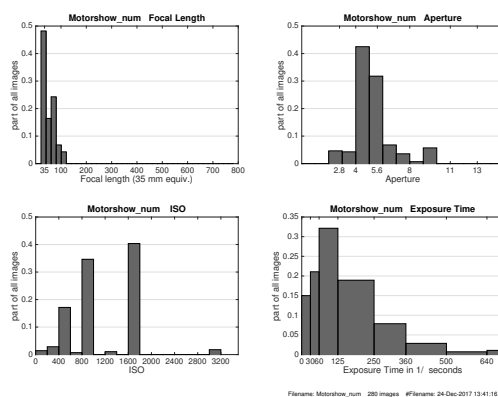 Motorshow_num Focal Length
0.5
0.4
0.3
0.2
0.1
0
part of all images
35 100 200 300 400 500 600 700 800
Focal length (35 mm equiv.)
Motorshow_num Aperture
0.5
0.4
0.3
0.2
0.1
0
part of all images
2.8 4 5.6 8 11 13
Aperture
Motorshow_num ISO
0.5
0.4
0.3
0.2
0.1
0
part of all images
0 400 800 1200 1600 2000 2400 3200
ISO
Motorshow_num Exposure Time
0.35
0.3
0.25
0.2
0.15
0.1
0.05
0
part of all images
0 30 60 125 250 360 500 640
Exposure Time in 1/ seconds
Filename: Motorshow_num 280 images #Filename: 24-Dec-2017 13:41:16